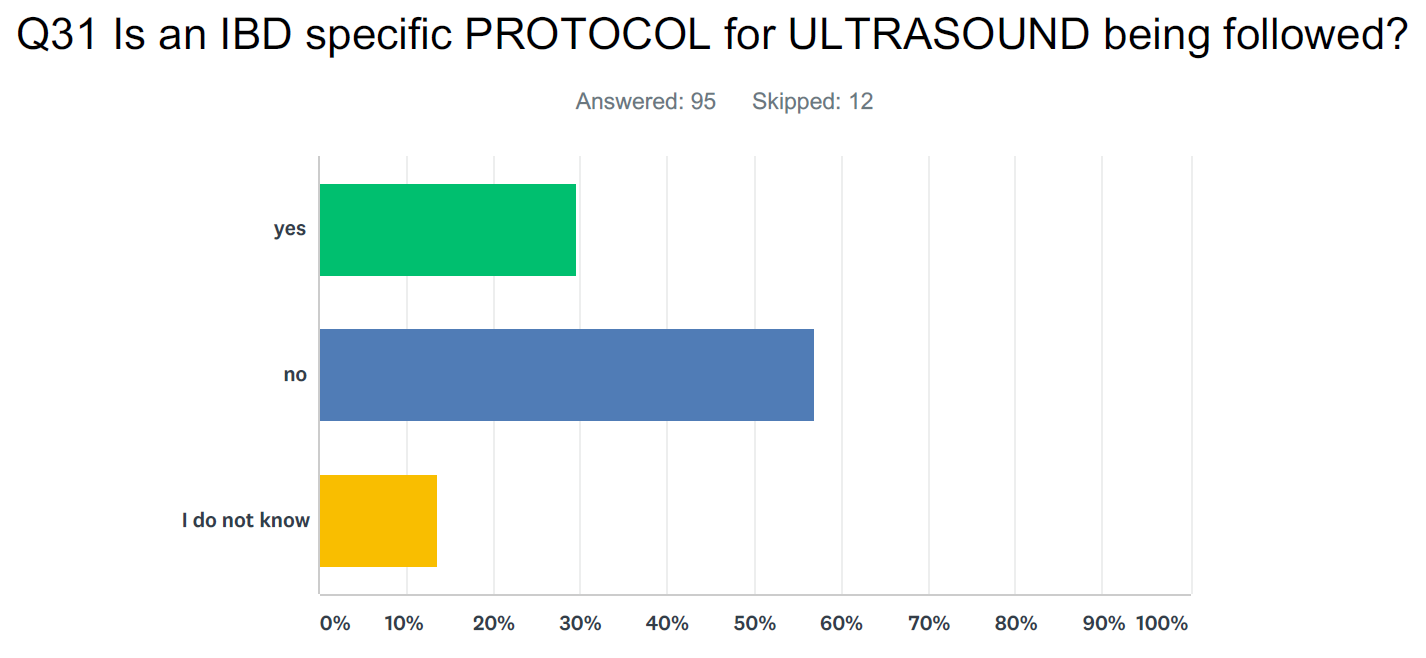 Q31 Is an IBD specific PROTOCOL for ULTRASOUND being followed?
Answered: 95 Skipped: 12
yes
no
I do not know
0% 10% 20% 30% 40% 50% 60% 70% 80% 90% 100%